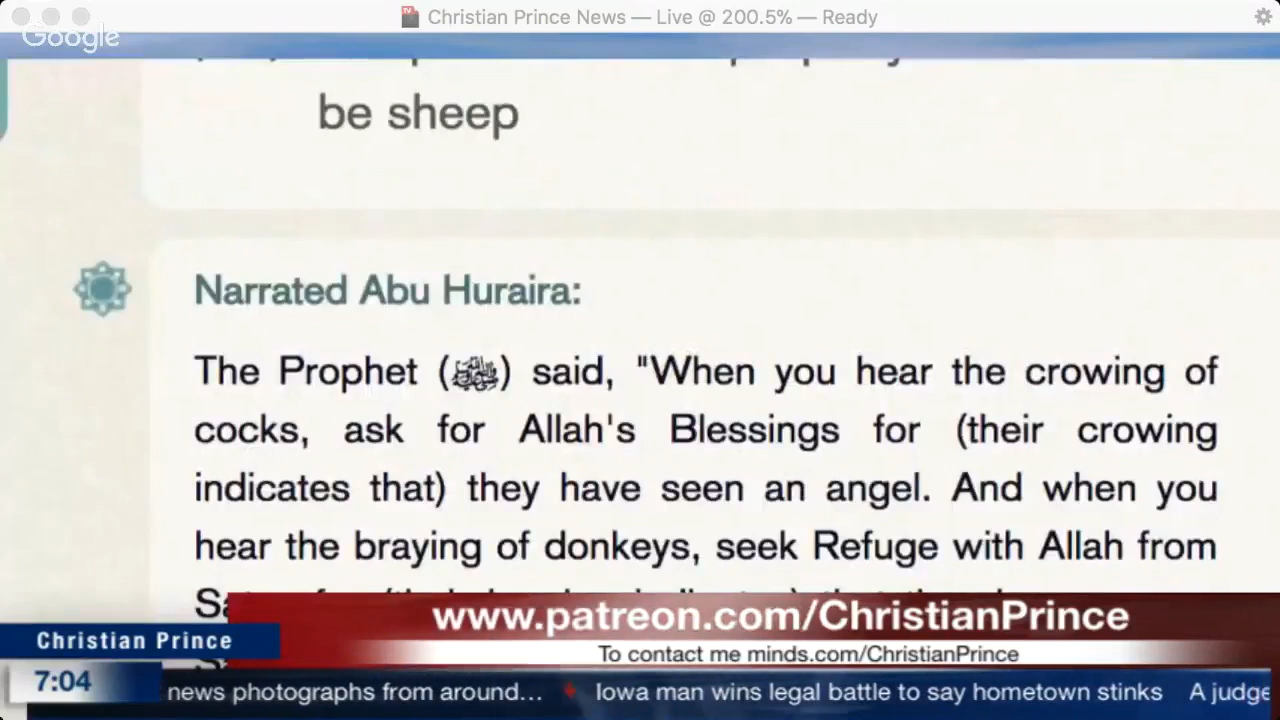 Christian Prince News — Live @ 200.5% — Ready
Google
be sheep
Narrated Abu Huraira:
The Prophet (ﷺ) said, "When you hear the crowing of
cocks, ask for Allah's Blessings for (their crowing
indicates that) they have seen an angel. And when you
hear the braying of donkeys, seek Refuge with Allah from
www.patreon.com/ChristianPrince
Christian Prince
To contact me minds.com/ChristianPrince
7:04
news photographs from around... ♦ Iowa man wins legal battle to say hometown stinks A judge